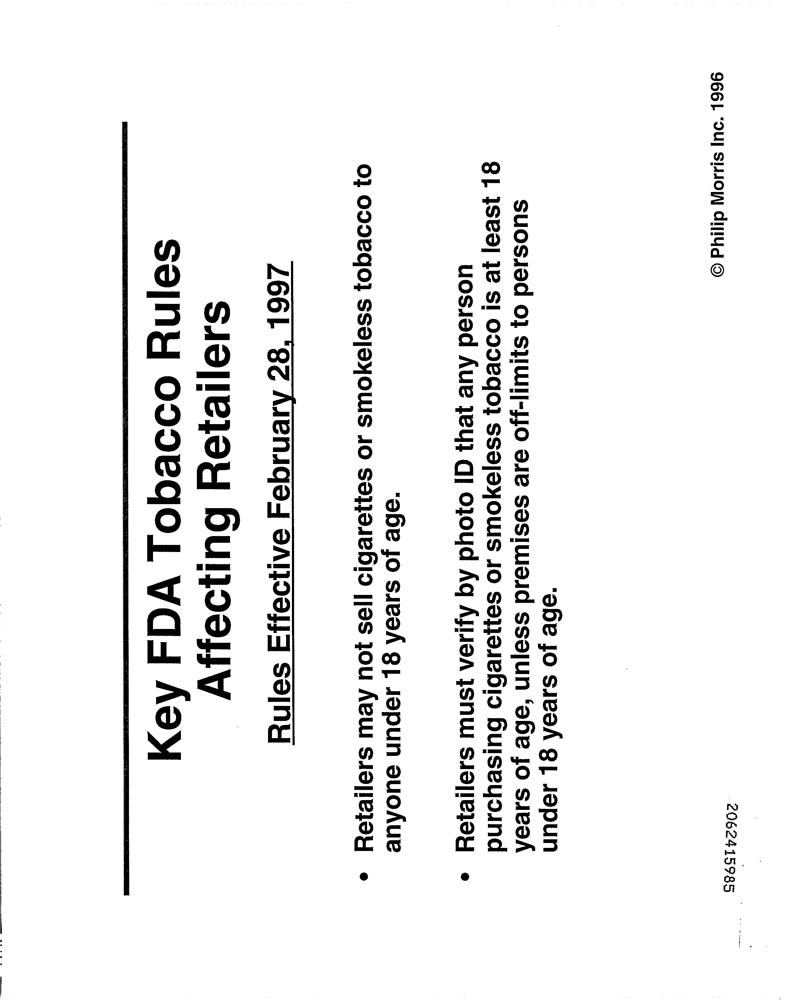 Key FDA Tobacco Rules
Affecting Retailers
Rules Effective February 28, 1997
• Retailers may not sell cigarettes or smokeless tobacco to
anyone under 18 years of age.
• Retailers must verify by photo ID that any person
purchasing cigarettes or smokeless tobacco is at least 18
years of age, unless premises are off-limits to persons
under 18 years of age.
© Philip Morris Inc. 1996
2062415985